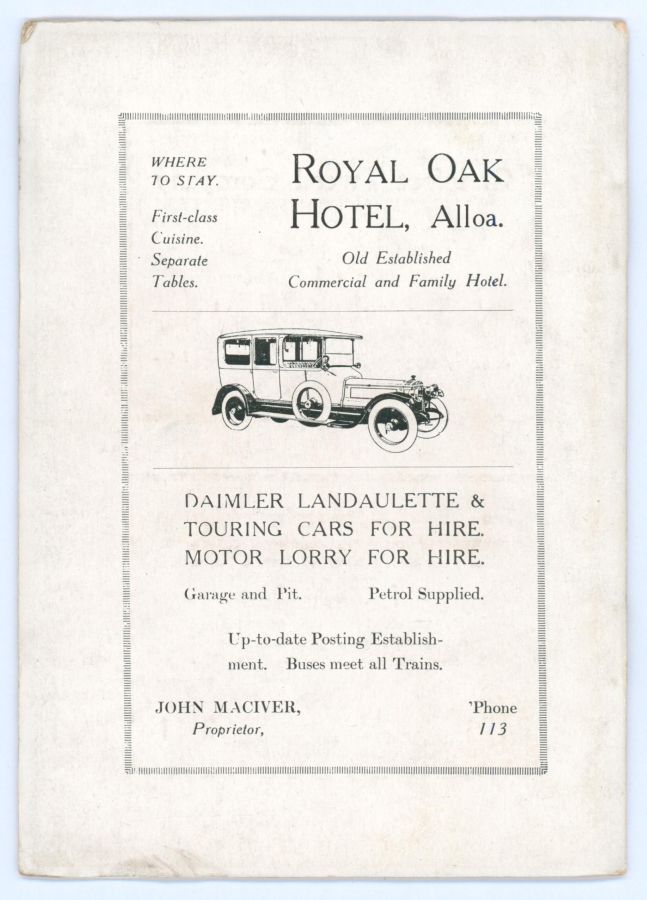 WHERE
TO STAY.
First-class
Cuisine.
Separate
Tables.
ROYAL OAK
HOTEL, Alloa.
Old Established
Commercial and Family Hotel.
DAIMLER LANDAULETTE &
TOURING CARS FOR HIRE.
MOTOR LORRY FOR HIRE.
Garage and Pit. Petrol Supplied.
Up-to-date Posting Establish-
ment. Buses meet all Trains.
JOHN MACIVER, 'Phone
Proprietor, 113